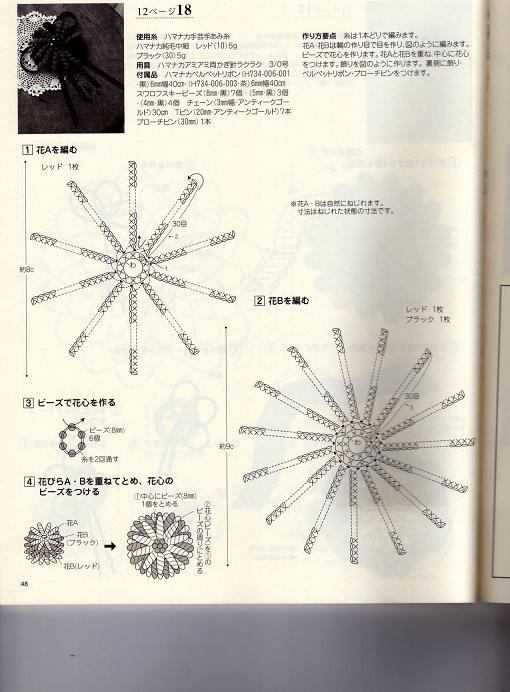 12ページ18
使用糸 ハマナカ手芸手あみ糸
ハマナカ純毛中細 レッド(10)5g
ブラック(30)5g
用具 ハマナカアミアミ両かぎ針ラクラク 3/0号
付属品 ハマナカベルベットリボン(H734-006-001
・黒)6mm幅40cm・(H734-006-003・茶)6mm幅40cm
スワロフスキービーズ(8mm・黒)7個・(5mm・黒)3個
・(4mm・黒)4個 チェーン(3mm幅・アンティークゴー
ルド)30cm Tピン(20mm・アンティークゴールド)7本
ブローチピン(30mm)1本
作り方要点 糸は1本どりで編みます。
花A・花Bは輪の作り目で目を作り、図のように編みます。
ビーズで花心を作ります。花Aと花Bを重ね、中心に花心
をつけます。飾りを図のように作ります。裏側に飾り・
ベルベットリボン・ブローチピンをつけます。
1 花Aを編む
レッド 1枚
30目
←2
1
わ
約8c
※花A・Bは自然にねじれます。
寸法はねじれた状態の寸法です。
2 花Bを編む
レッド 1枚
ブラック 1枚
30目
わ
約9c
3 ビーズで花心を作る
ビーズ(8mm)
6個
糸を2回通す
4 花びらA・Bを重ねてとめ、花心の
ビーズをつける
花A
花B
(ブラック)
花B(レッド)
①中心にビーズ(8mm)
1個をとめる
②花心(ビーズ)を①の
ビーズの周りにとめる
48